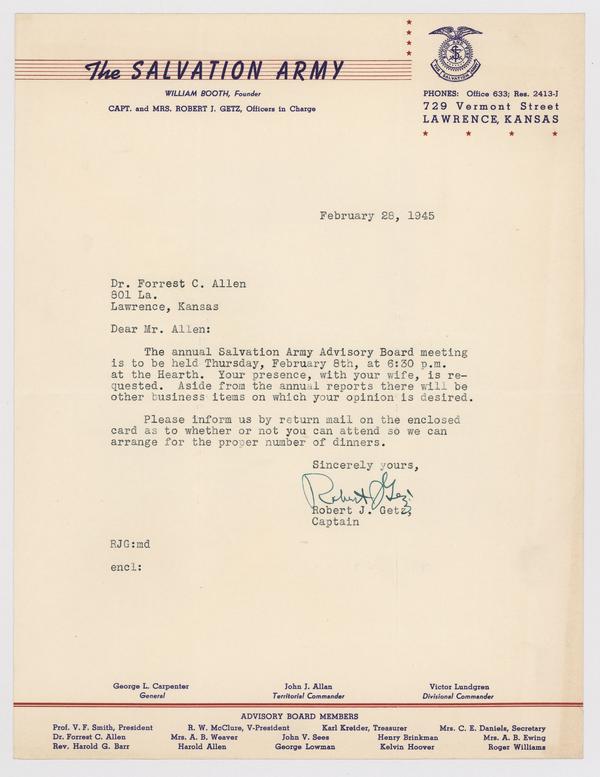 The SALVATION ARMY
WILLIAM BOOTH, Founder
CAPT. and MRS. ROBERT J. GETZ, Officers in Charge
THE SALVATION ARMY
PHONES: Office 633; Res. 2413-J
729 Vermont Street
LAWRENCE, KANSAS
February 28, 1945
Dr. Forrest C. Allen
801 La.
Lawrence, Kansas
Dear Mr. Allen:
The annual Salvation Army Advisory Board meeting
is to be held Thursday, February 8th, at 6:30 p.m.
at the Hearth. Your presence, with your wife, is re-
quested. Aside from the annual reports there will be
other business items on which your opinion is desired.
Please inform us by return mail on the enclosed
card as to whether or not you can attend so we can
arrange for the proper number of dinners.
Sincerely yours,
Robert J Getz
Robert J. Getz
Captain
RJG:md
encl:
George L. Carpenter John J. Allan Victor Lundgren
General Territorial Commander Divisional Commander
ADVISORY BOARD MEMBERS
Prof. V. F. Smith, President R. W. McClure, V-President Karl Kreider, Treasurer Mrs. C. E. Daniels, Secretary
Dr. Forrest C. Allen Mrs. A. B. Weaver John V. Sees Henry Brinkman Mrs. A. B. Ewing
Rev. Harold G. Barr Harold Allen George Lowman Kelvin Hoover Roger Williams